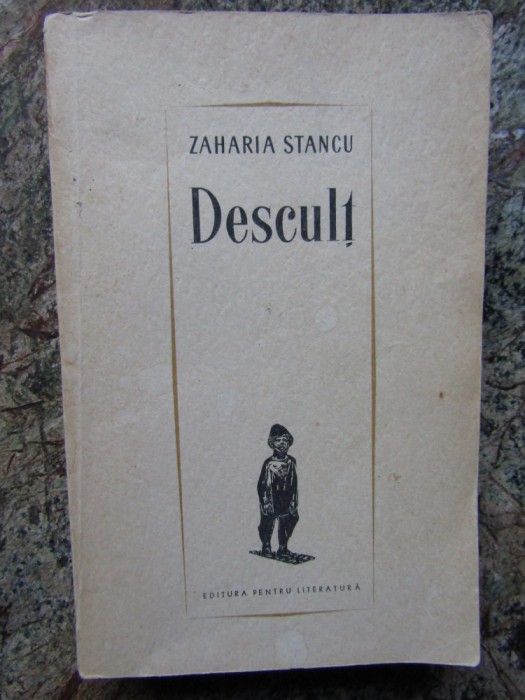 ZAHARIA STANCU
Desculț
EDITURA PENTRU LITERATURĂ